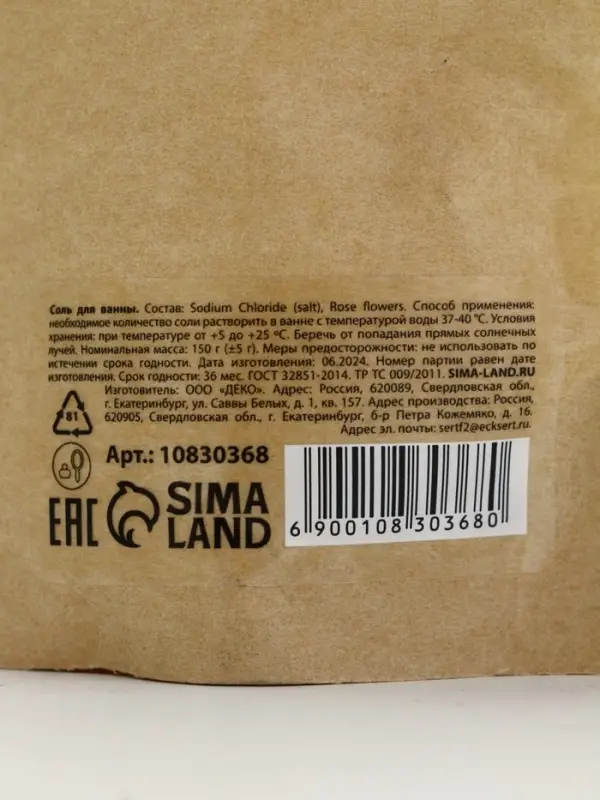 Соль для ванны. Состав: Sodium Chloride (salt), Rose flowers. Способ применения:
необходимое количество соли растворить в ванне с температурой воды 37-40 °C. Условия
хранения: при температуре от +5 до +25 ºC. Беречь от попадания прямых солнечных
лучей. Номинальная масса: 150 г (±5 г). Меры предосторожности: не использовать по
истечении срока годности. Дата изготовления: 06.2024. Номер партии равен дате
изготовления. Срок годности: 36 мес. ГОСТ 32851-2014. ТР ТС 009/2011. SIMA-LAND.RU
Изготовитель: ООО «ДЕКО». Адрес: Россия, 620089, Свердловская обл.,
г. Екатеринбург, ул. Саввы Белых, д. 1, кв. 157. Адрес производства: Россия,
620905, Свердловская обл., г. Екатеринбург, б-р Петра Кожемяко, д. 16.
Адрес эл. почты: sertf2@ecksert.ru.
81
Арт.: 10830368
EAC
SIMA
LAND
6 900108 303680